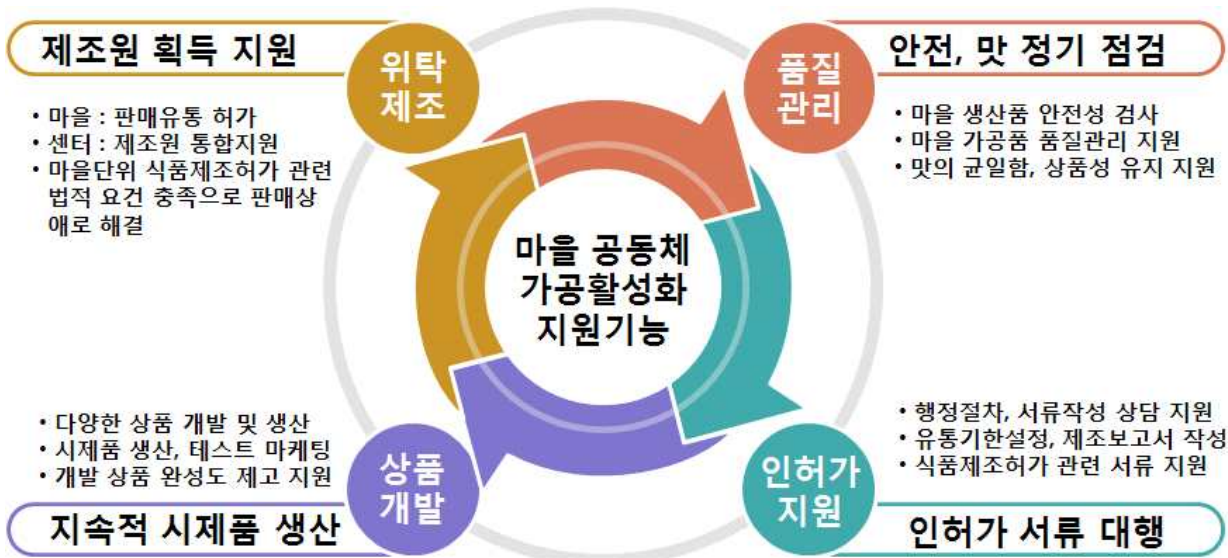 제조원 획득 지원
위탁
제조
• 마을 : 판매유통 허가
• 센터 : 제조원 통합지원
• 마을단위 식품제조허가 관련
법적 요건 충족으로 판매상
애로 해결
품질
관리
안전, 맛 정기 점검
• 마을 생산품 안전성 검사
• 마을 가공품 품질관리 지원
• 맛의 균일함, 상품성 유지 지원
마을 공동체
가공활성화
지원기능
• 다양한 상품 개발 및 생산
• 시제품 생산, 테스트 마케팅
• 개발 상품 완성도 제고 지원
지속적 시제품 생산
상품
개발
인허가
지원
• 행정절차, 서류작성 상담 지원
• 유통기한설정, 제조보고서 작성
• 식품제조허가 관련 서류 지원
인허가 서류 대행